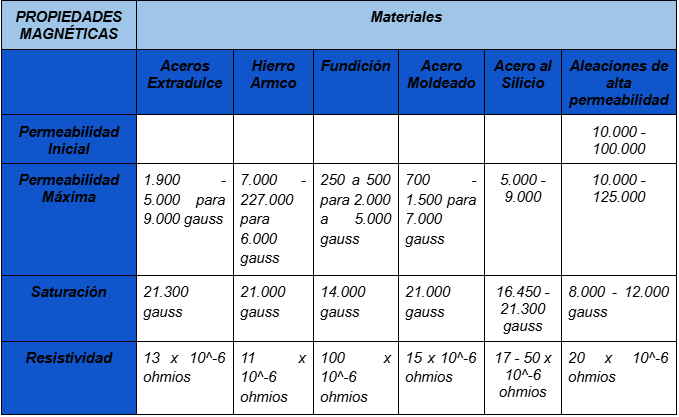 PROPIEDADES
MAGNÉTICAS
Materiales
Aceros
Extradulce
Hierro
Armco
Fundición
Acero
Moldeado
Acero al
Silicio
Aleaciones de
alta
permeabilidad
Permeabilidad
Inicial
10.000 -
100.000
Permeabilidad
Máxima
1.900 -
5.000 para
9.000 gauss
7.000 -
227.000
para
6.000
gauss
250 a 500
para 2.000
a 5.000
gauss
700 -
1.500 para
7.000
gauss
5.000 -
9.000
10.000 -
125.000
Saturación
21.300
gauss
21.000
gauss
14.000
gauss
21.000
gauss
16.450 -
21.300
gauss
8.000 - 12.000
gauss
Resistividad
13 x 10^-6
ohmios
11 x
10^-6
ohmios
100 x
10^-6
ohmios
15 x 10^-6
ohmios
17 - 50 x
10^-6
ohmios
20 x 10^-6
ohmios